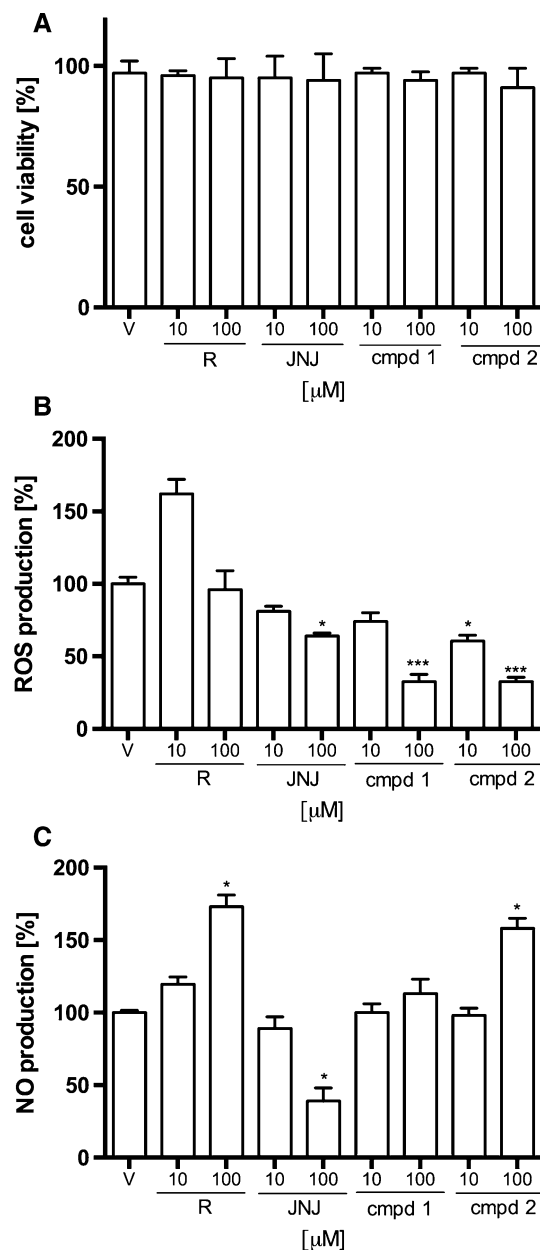 A
cell viability [%]
100
50
0
V 10 100 10 100 10 100 10 100
R JNJ cmpd 1 cmpd 2
[μM]
B
ROS production [%]
200
150
100
50
0
* *** * ***
V 10 100 10 100 10 100 10 100
R JNJ cmpd 1 cmpd 2
[μM]
C
NO production [%]
200
150
100
50
0
* * *
V 10 100 10 100 10 100 10 100
R JNJ cmpd 1 cmpd 2
[μM]